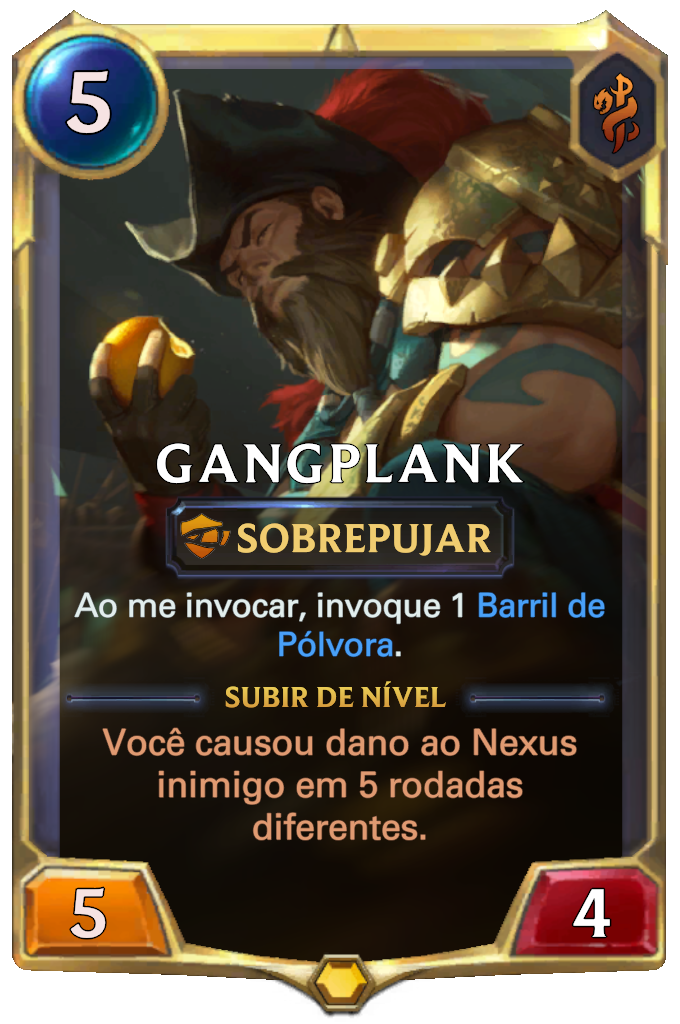 5
GANGPLANK
SOBREPUJAR
Ao me invocar, invoque 1 Barril de
Pólvora.
SUBIR DE NÍVEL
Você causou dano ao Nexus
inimigo em 5 rodadas
diferentes.
5
4